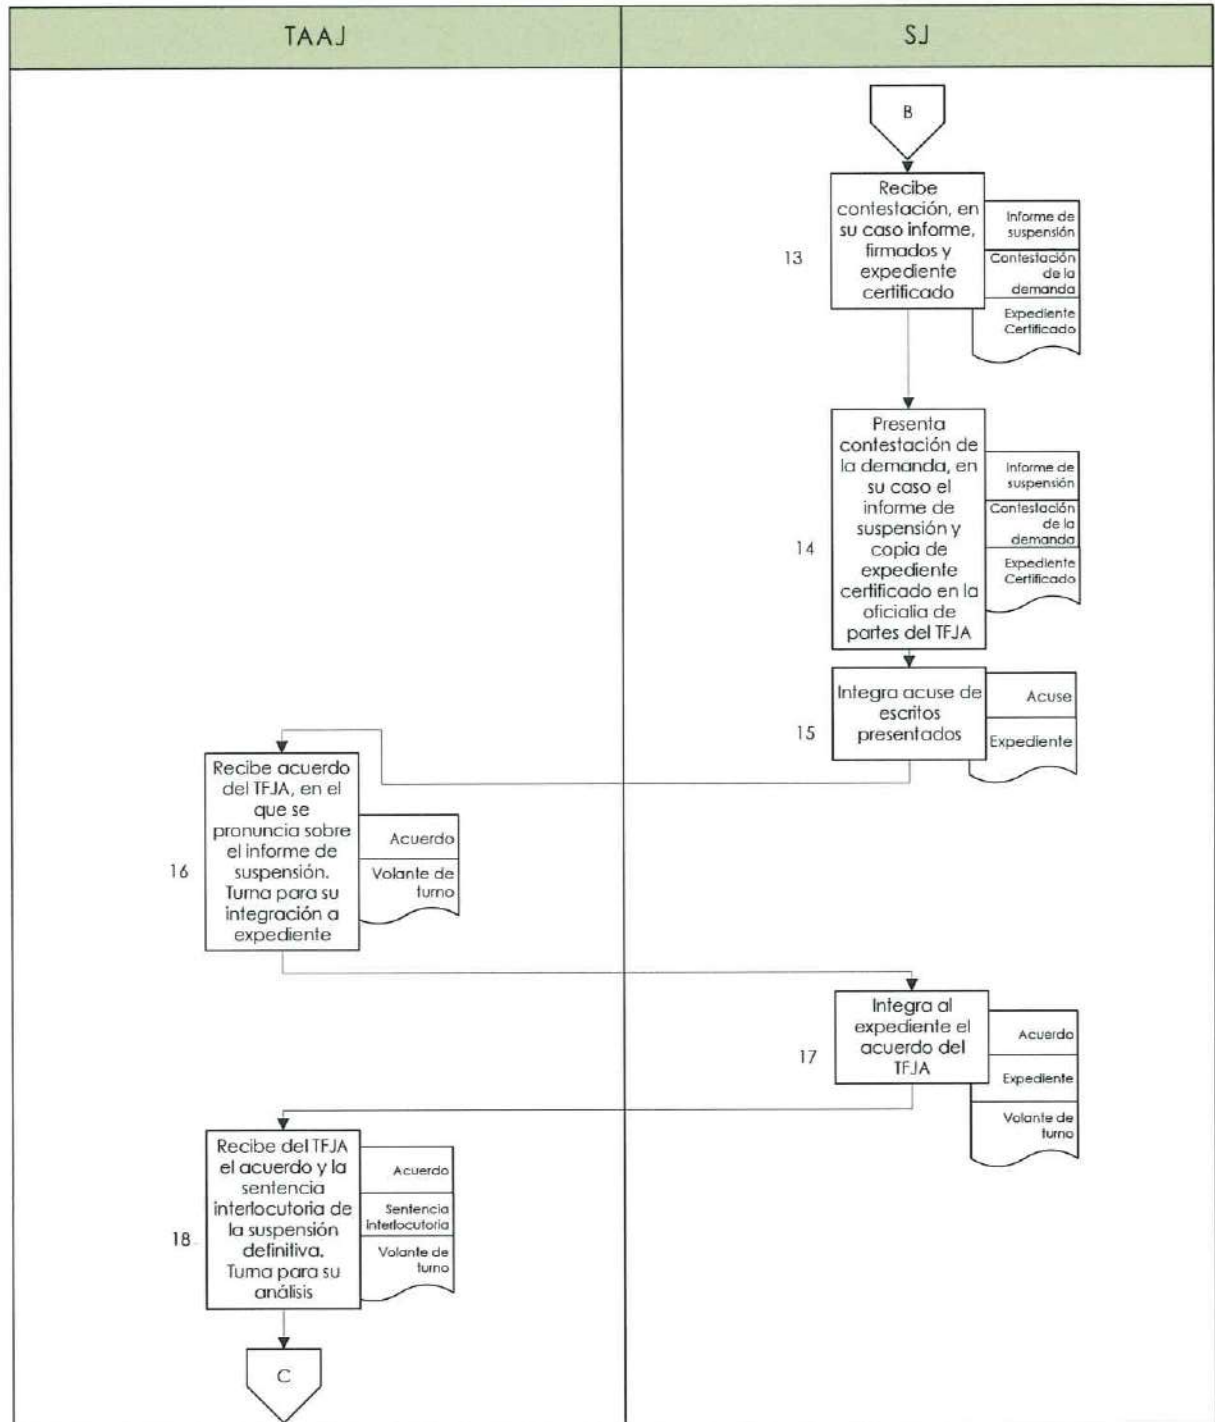 TAAJ
SJ
B
13
Recibe
contestación, en
su caso informe,
firmados y
expediente
certificado
Informe de
suspensión
Contestación
de la
demanda
Expediente
Certificado
14
Presenta
contestación de
la demanda, en
su caso el
informe de
suspensión y
copia de
expediente
certificado en la
oficialia de
partes del TFJA
Informe de
suspensión
Contestación
de la
demanda
Expediente
Certificado
15
Integra acuse de
escritos
presentados
Acuse
Expediente
16
Recibe acuerdo
del TFJA, en el
que se
pronuncia sobre
el informe de
suspensión.
Turna para su
integración a
expediente
Acuerdo
Volante de
turno
17
Integra al
expediente el
acuerdo del
TFJA
Acuerdo
Expediente
Volante de
turno
18
Recibe del TFJA
el acuerdo y la
sentencia
interlocutoria de
la suspensión
definitiva.
Turna para su
análisis
Acuerdo
Sentencia
interlocutoria
Volante de
turno
C